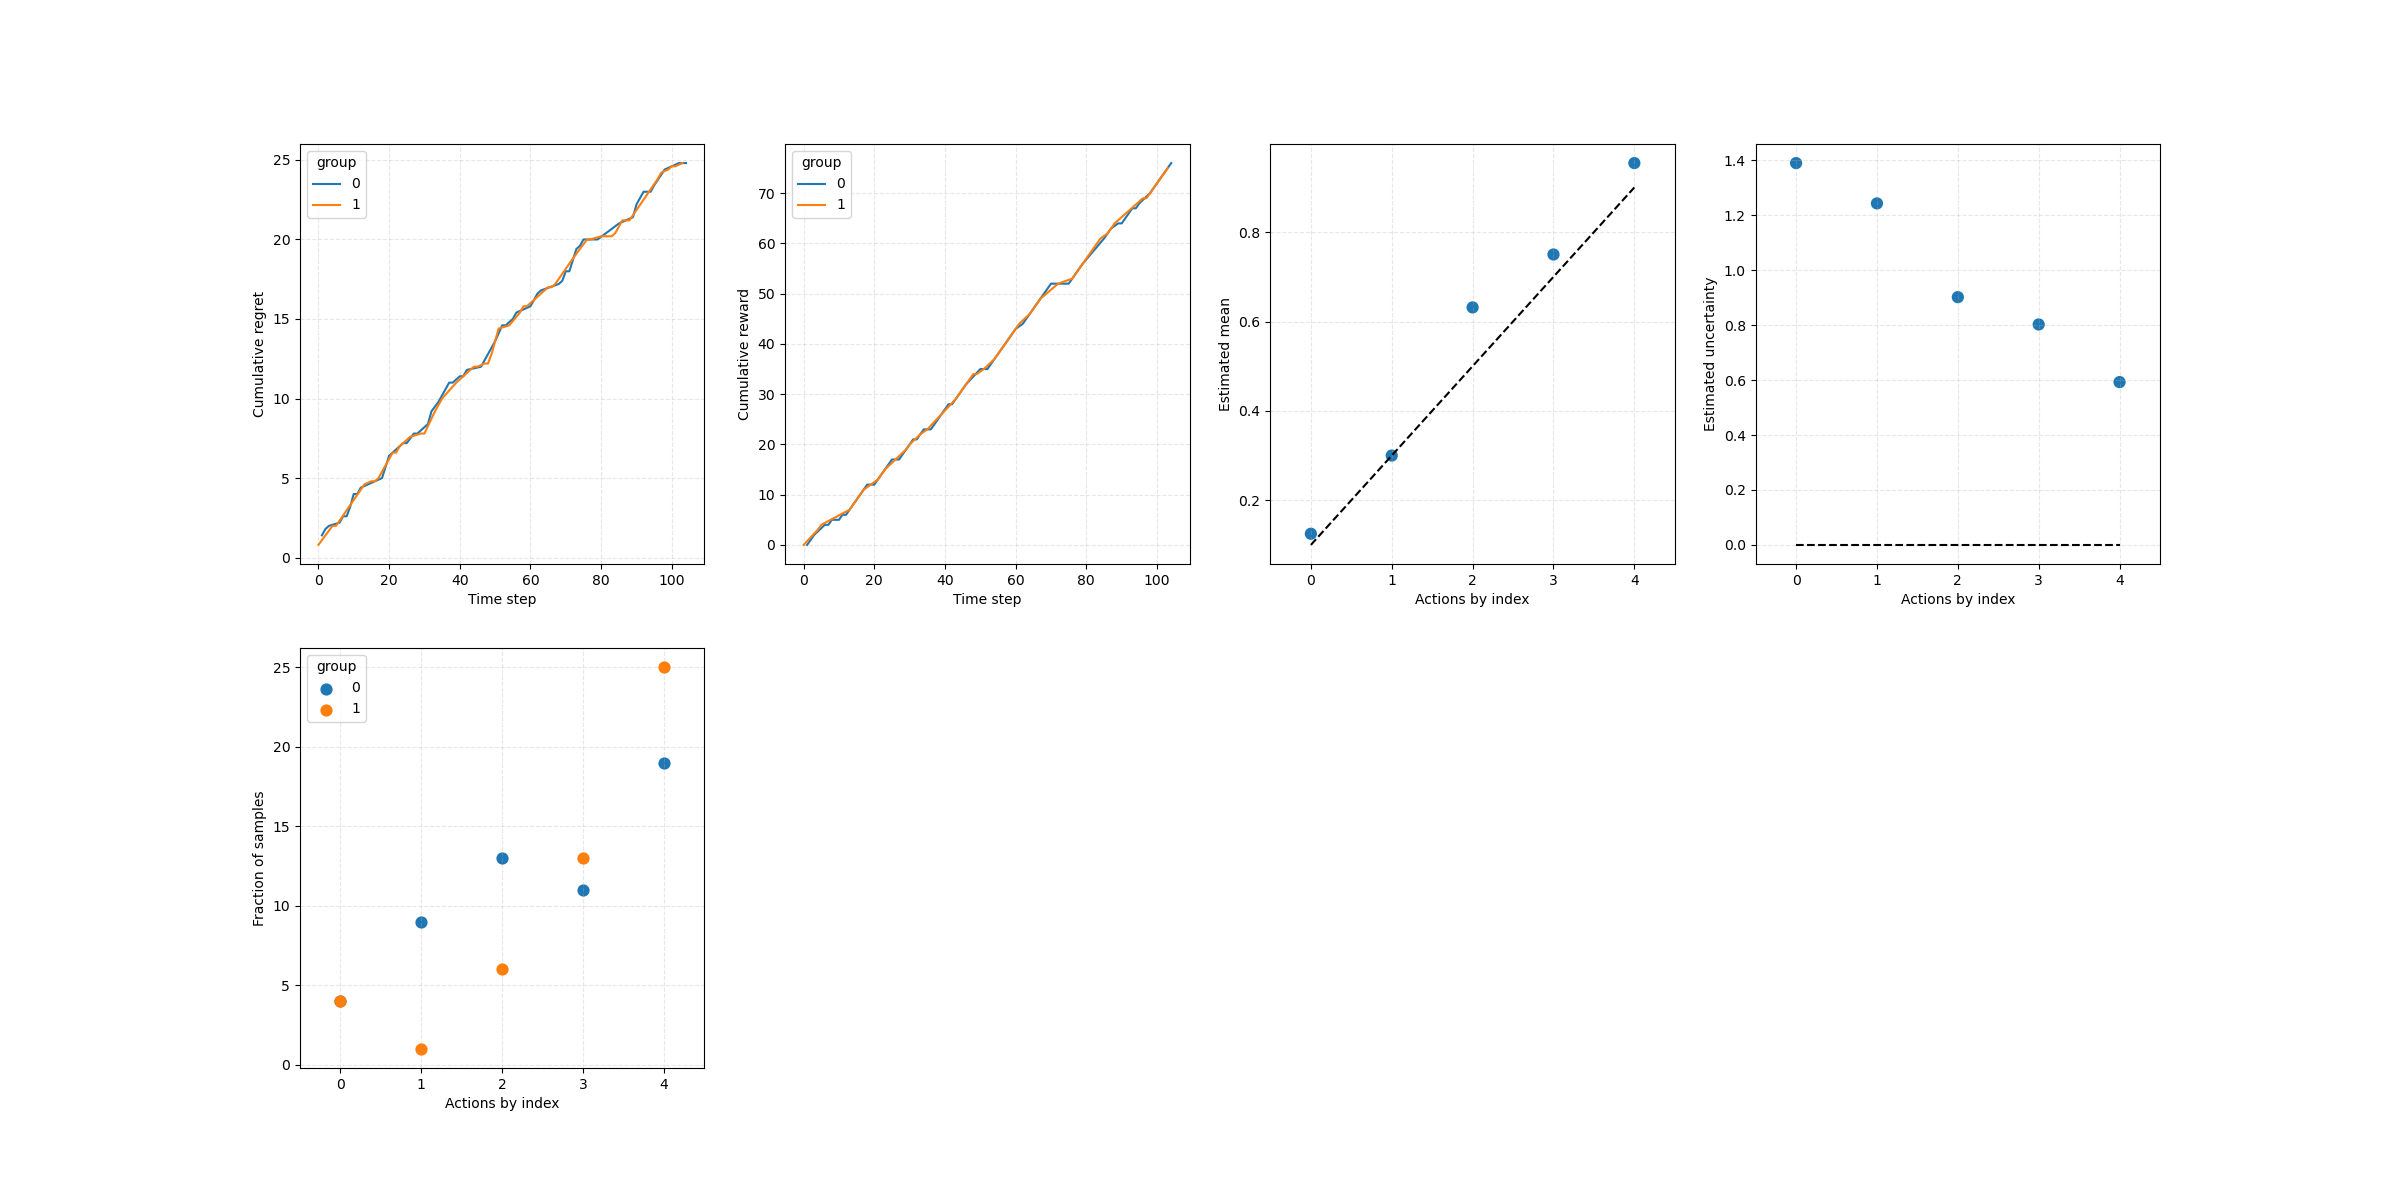 Cumulative regret
25
20
15
10
5
0
group
0
1
0 20 40 60 80 100
Time step
Cumulative reward
70
60
50
40
30
20
10
0
group
0
1
0 20 40 60 80 100
Time step
Estimated mean
0.8
0.6
0.4
0.2
0 1 2 3 4
Actions by index
Estimated uncertainty
1.4
1.2
1.0
0.8
0.6
0.4
0.2
0.0
0 1 2 3 4
Actions by index
Fraction of samples
25
20
15
10
5
0
group
0
1
0 1 2 3 4
Actions by index